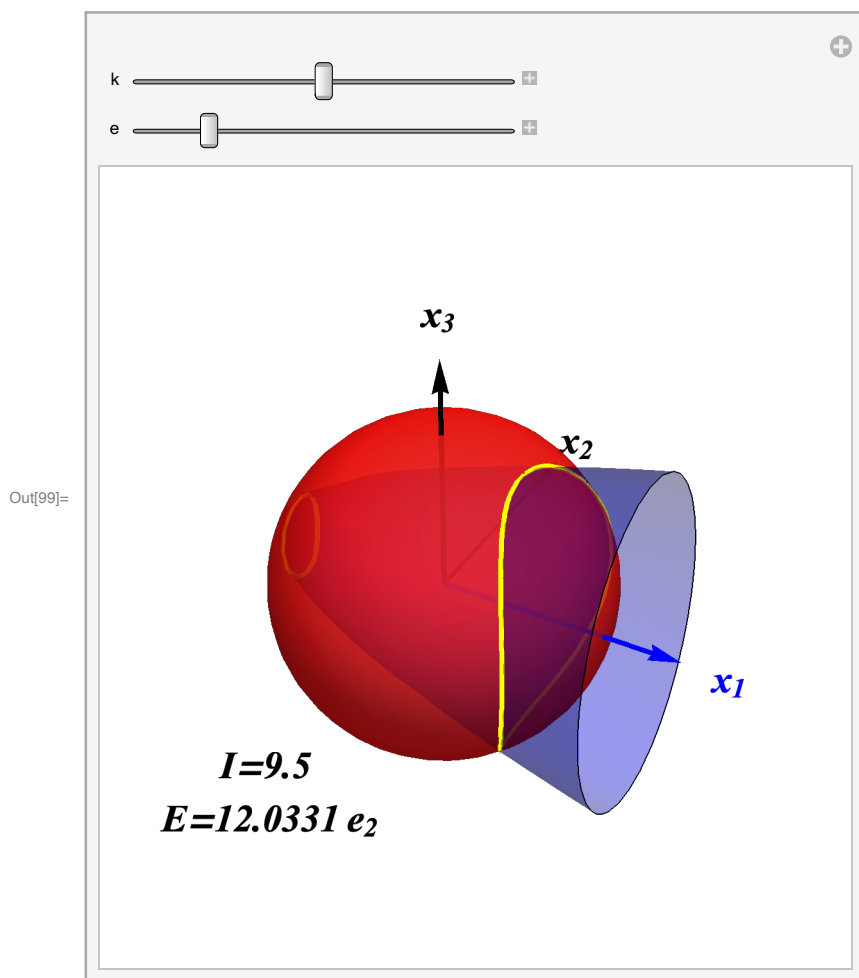 k
e
Out[99]=
x₃
x₂
x₁
I=9.5
E=12.0331 e₂